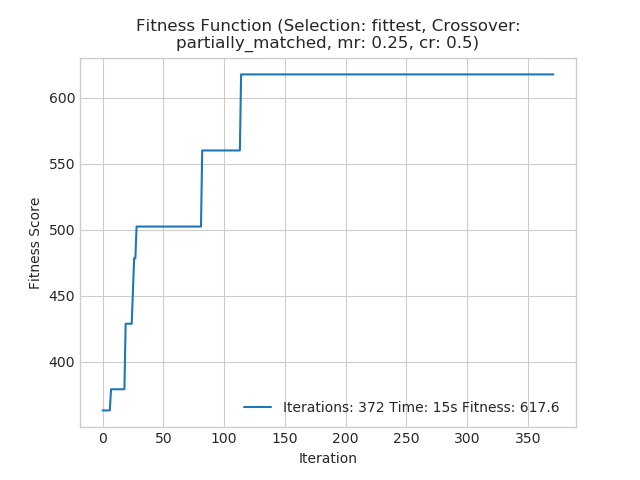 Fitness Function (Selection: fittest, Crossover:
partially_matched, mr: 0.25, cr: 0.5)
Fitness Score
600
550
500
450
400
Iterations: 372 Time: 15s Fitness: 617.6
0 50 100 150 200 250 300 350
Iteration